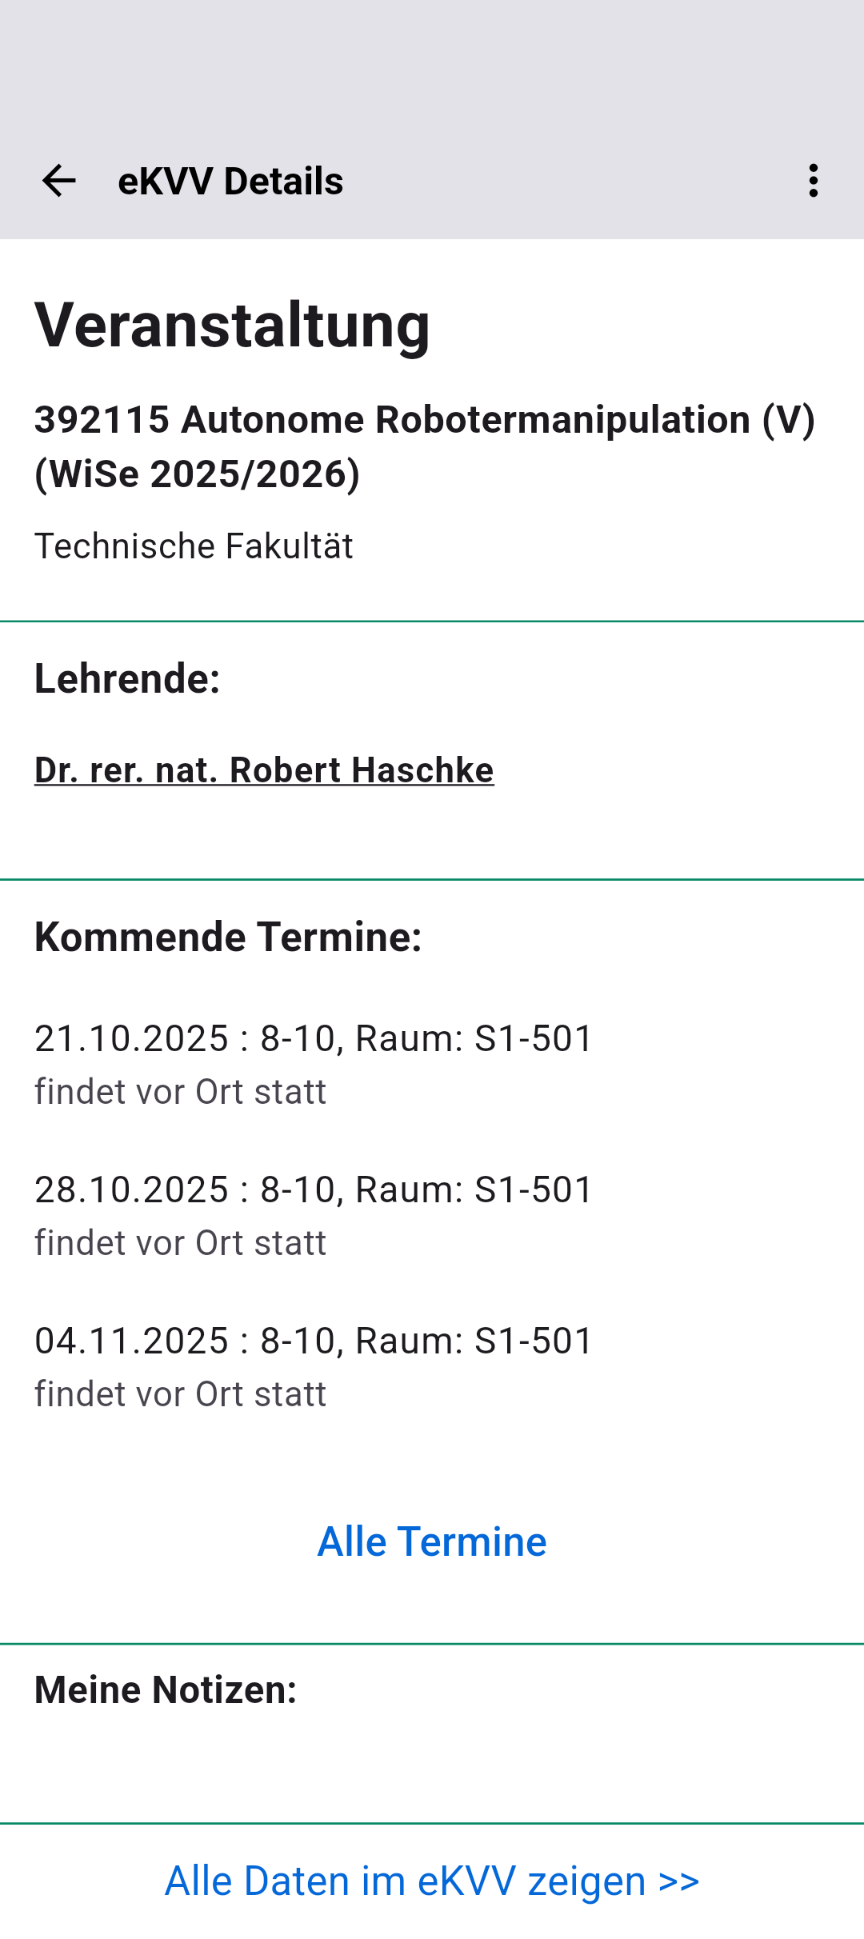 eKVV Details
Veranstaltung
392115 Autonome Robotermanipulation (V)
(WiSe 2025/2026)
Technische Fakultät
Lehrende:
Dr. rer. nat. Robert Haschke
Kommende Termine:
21.10.2025 : 8-10, Raum: S1-501
findet vor Ort statt
28.10.2025 : 8-10, Raum: S1-501
findet vor Ort statt
04.11.2025 : 8-10, Raum: S1-501
findet vor Ort statt
Alle Termine
Meine Notizen:
Alle Daten im eKVV zeigen >>